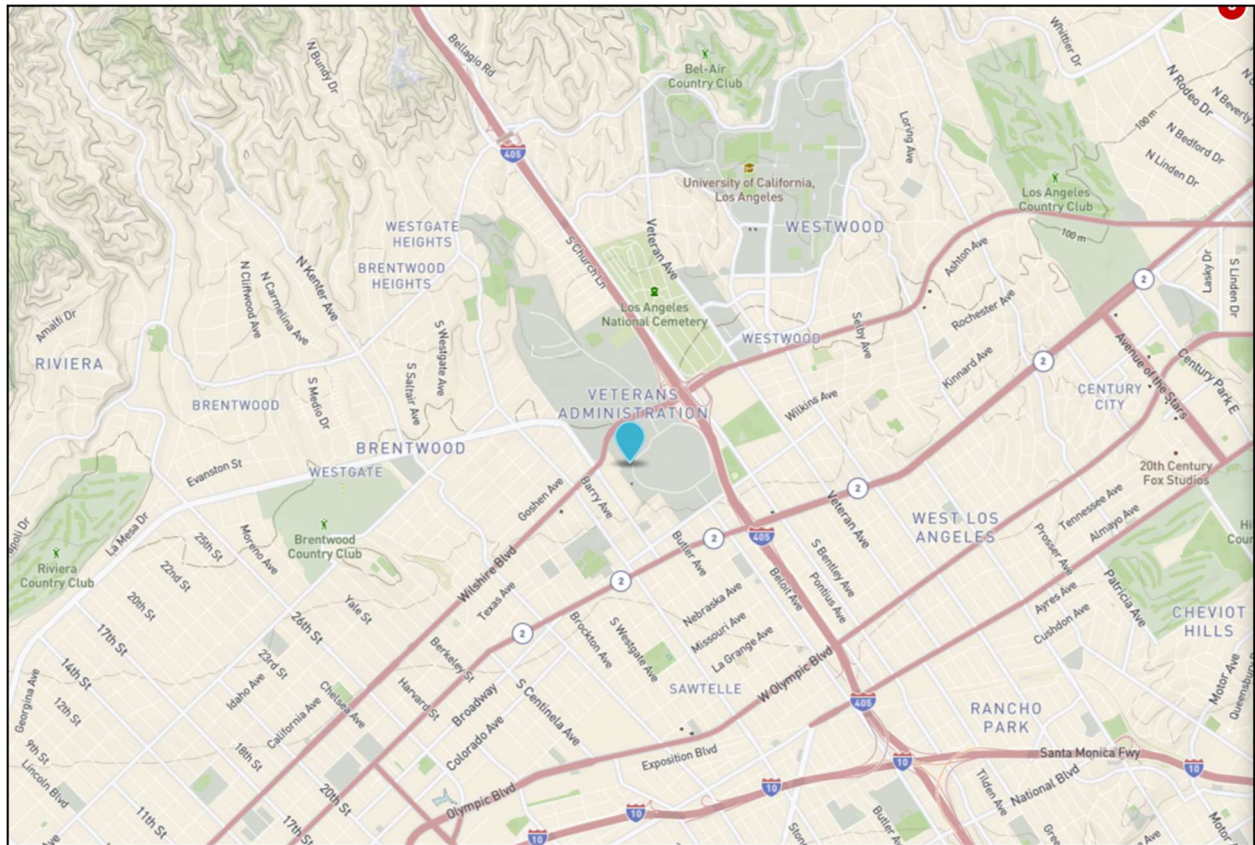 Bellagio Rd
N Bundy Dr
Bel-Air
Country Club
Whittier Dr
N Rodeo Dr
N Beverly
100 m
N Bedford Dr
N Linden Dr
Loring Ave
405
University of California,
Los Angeles
Los Angeles
Country Club
WESTGATE
HEIGHTS
BRENTWOOD
HEIGHTS
WESTWOOD
Veteran Ave
S Church Ln
100 m
Ashton Ave
Lasky Dr
S Linden Dr
N Kenter Ave
N Cliffwood Ave
N Carmelina Ave
2
Los Angeles
National Cemetery
Rochester Ave
Amalfi Dr
S Westgate Ave
WESTWOOD
Selby Ave
Avenue of the Stars
RIVIERA
S Saltair Ave
Kinnard Ave
2
Century Park E
S Medio Dr
BRENTWOOD
VETERANS
ADMINISTRATION
Wilkins Ave
CENTURY
CITY
BRENTWOOD
WESTGATE
Evanston St
20th Century
Fox Studios
Goshen Ave
Barry Ave
2
Veteran Ave
WEST LOS
ANGELES
Tennessee Ave
Almayo Ave
La Mesa Dr
25th St
Moreno Ave
Brentwood
Country Club
Riviera
Country Club
Butler Ave
2
405
Prosser Ave
22nd St
Wilshire Blvd
2
Beloit Ave
S Bentley Ave
Pontius Ave
Patricia Ave
Ayres Ave
Cushdon Ave
CHEVIOT
HILLS
20th St
Yale St
Texas Ave
Nebraska Ave
Missouri Ave
La Grange Ave
17th St
26th St
2
Brockton Ave
S Westgate Ave
14th St
23rd St
Berkeley St
Idaho Ave
Chelsea Ave
Harvard St
Broadway
S Centinela Ave
SAWTELLE
W Olympic Blvd
Georgina Ave
12th St
California Ave
405
RANCHO
PARK
Motor Ave
9th St
18th St
Colorado Ave
Exposition Blvd
Santa Monica Fwy
10
10
Lincoln Blvd
20th St
Olympic Blvd
10
Tilden Ave
National Blvd
11th St
17th St
10
10
Butler Ave